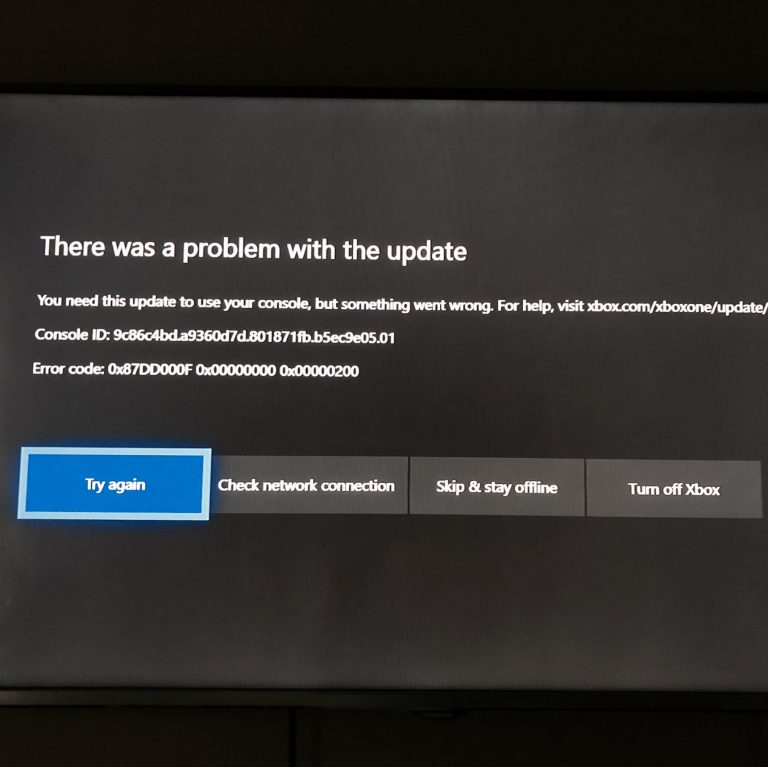 There was a problem with the update
You need this update to use your console, but something went wrong. For help, visit xbox.com/xboxone/update/
Console ID: 9c86c4bd.a9360d7d.801871fb.b5ec9e05.01
Error code: 0x87DD000F 0x00000000 0x00000200
Try again
Check network connection
Skip & stay offline
Turn off Xbox